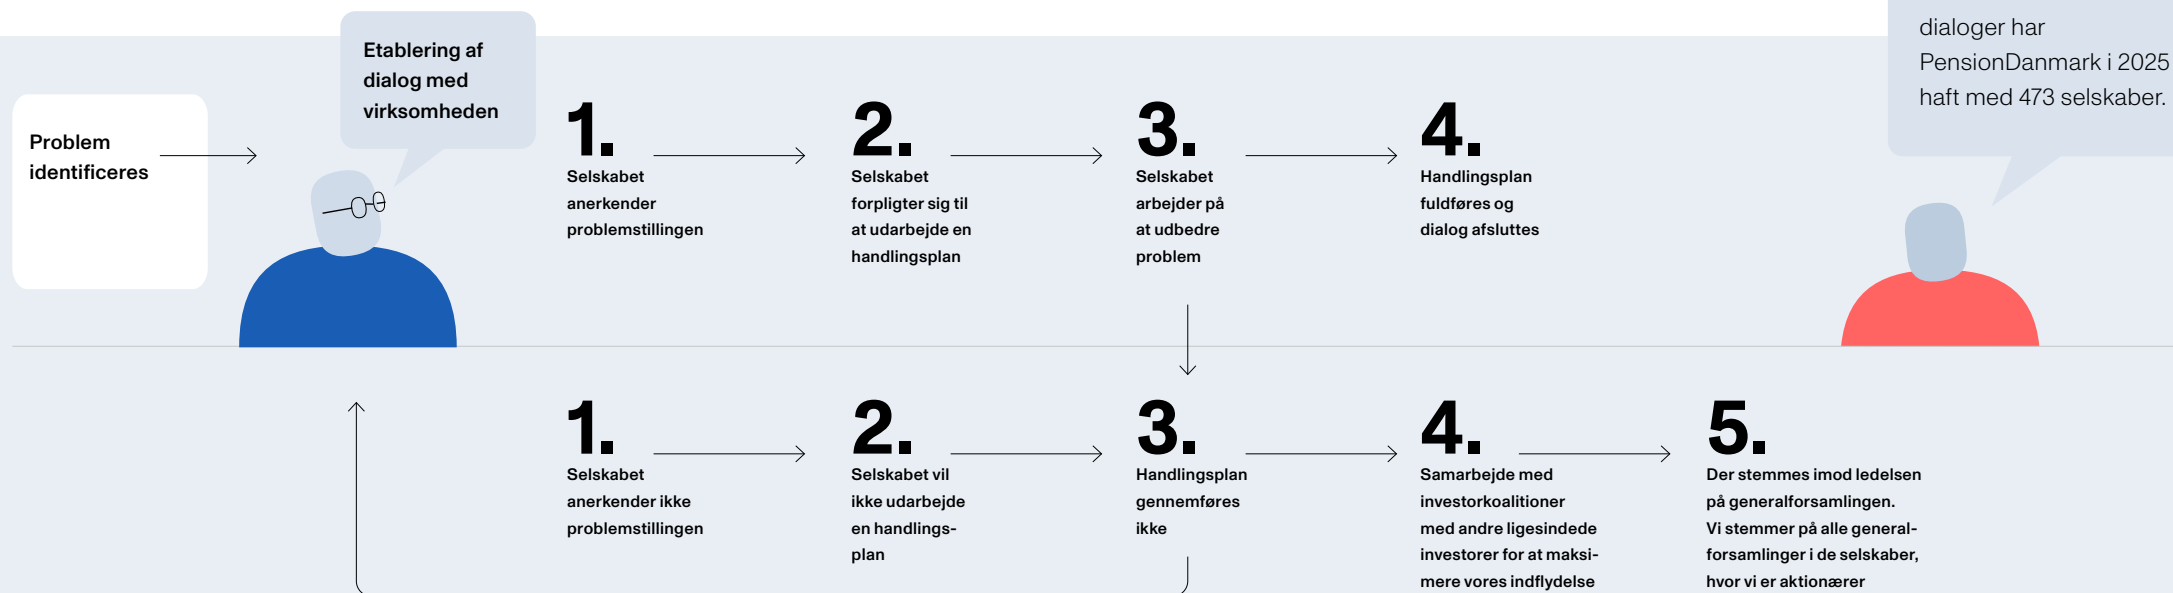 Problem
identificeres
Etablering af
dialog med
virksomheden
1.
Selskabet
anerkender
problemstillingen
2.
Selskabet
forpligter sig til
at udarbejde en
handlingsplan
3.
Selskabet
arbejder på
at udbedre
problem
4.
Handlingsplan
fuldføres og
dialog afsluttes
dialoger har
PensionDanmark i 2025
haft med 473 selskaber.
1.
Selskabet
anerkender ikke
problemstillingen
2.
Selskabet vil
ikke udarbejde
en handlings-
plan
3.
Handlingsplan
gennemføres
ikke
4.
Samarbejde med
investorkoalitioner
med andre ligesindede
investorer for at maksi-
mere vores indflydelse
5.
Der stemmes imod ledelsen
på generalforsamlingen.
Vi stemmer på alle general-
forsamlinger i de selskaber,
hvor vi er aktionærer